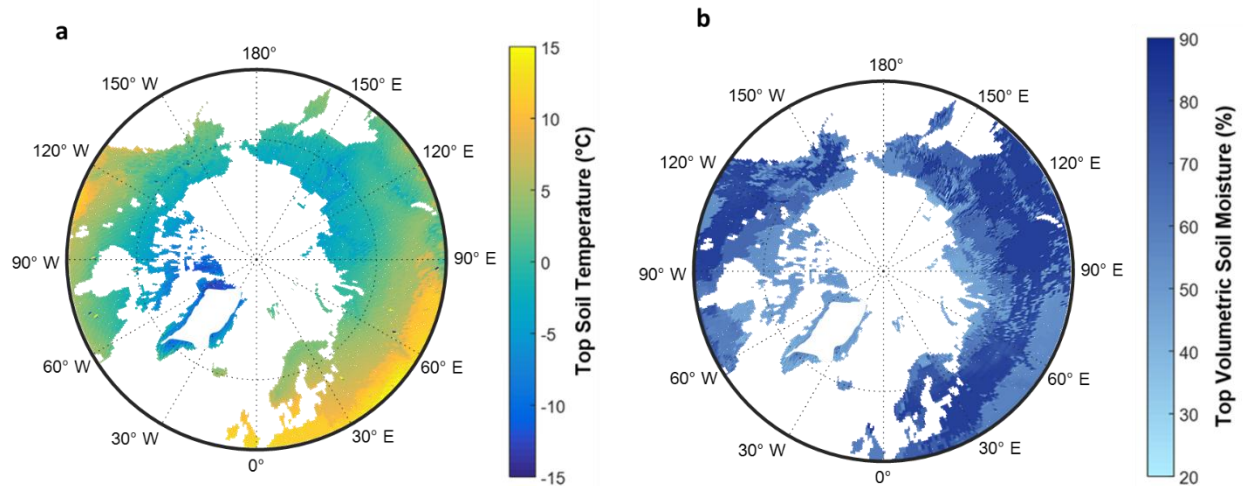 a
180°
150° W
150° E
120° W
120° E
90° W
90° E
60° W
60° E
30° W
30° E
0°
15
10
5
0
-5
-10
-15
Top Soil Temperature (°C)
b
180°
150° W
150° E
120° W
120° E
90° W
90° E
60° W
60° E
30° W
30° E
0°
90
80
70
60
50
40
30
20
Top Volumetric Soil Moisture (%)